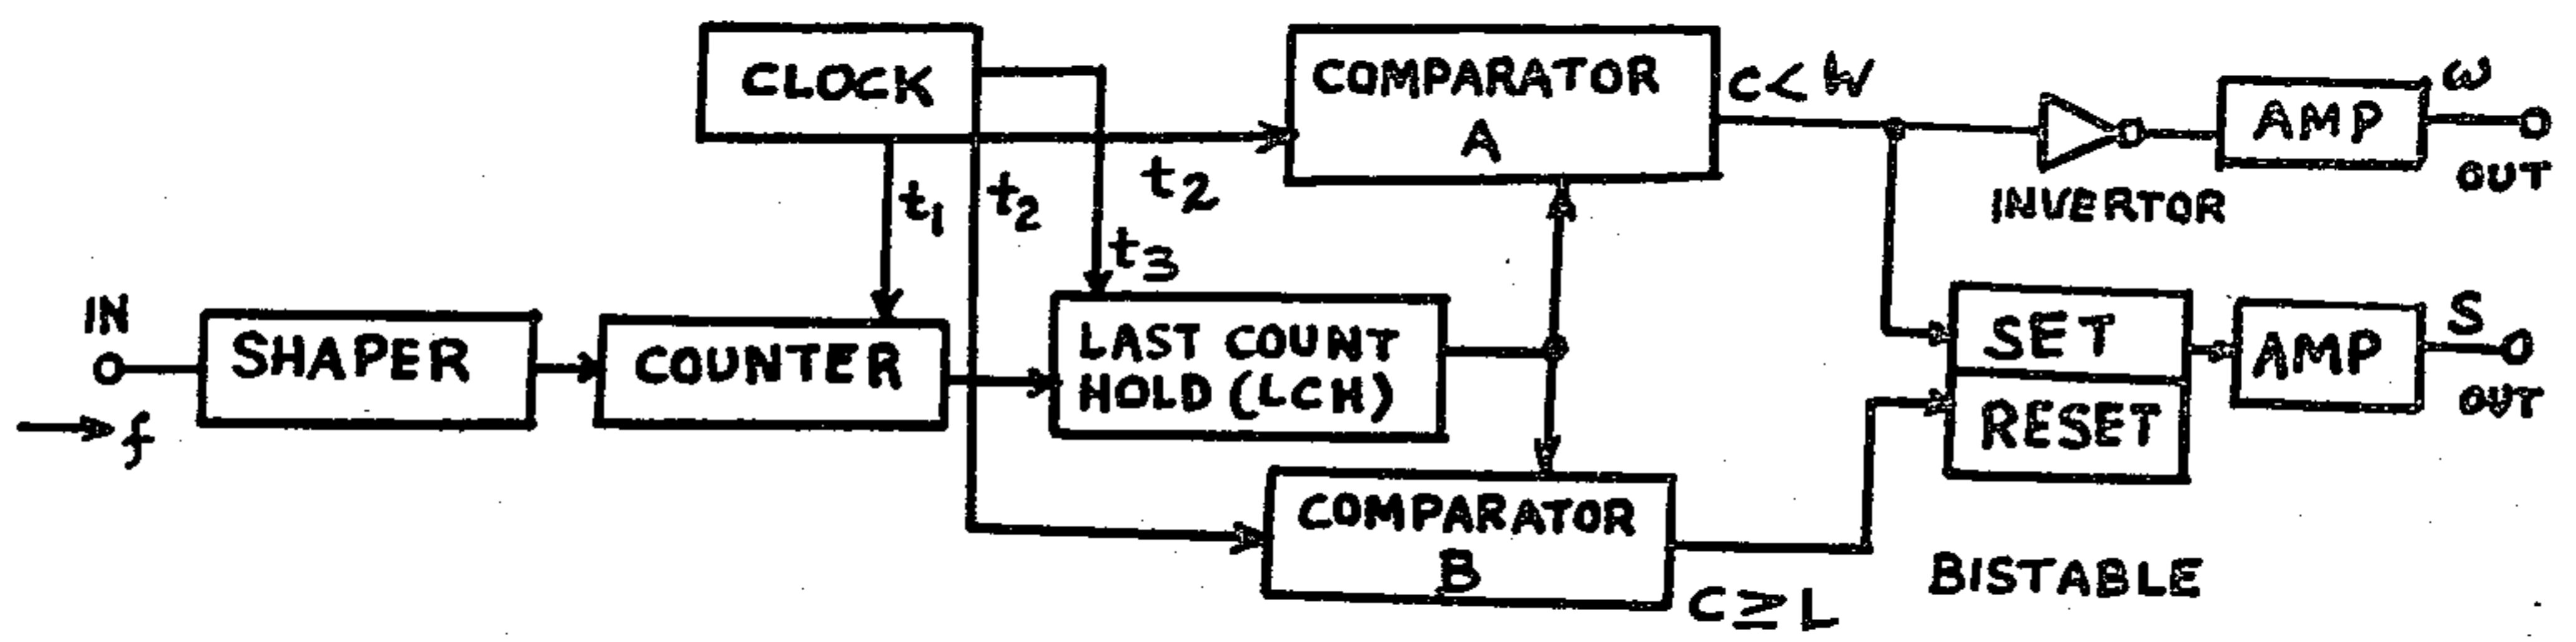 CLOCK
COMPARATOR
A
C < W
ω
AMP
OUT
INVERTOR
t1
t2
t2
t3
IN
SHAPER
COUNTER
LAST COUNT
HOLD (LCH)
SET
RESET
AMP
S
OUT
f
COMPARATOR
B
C ≥ L
BISTABLE